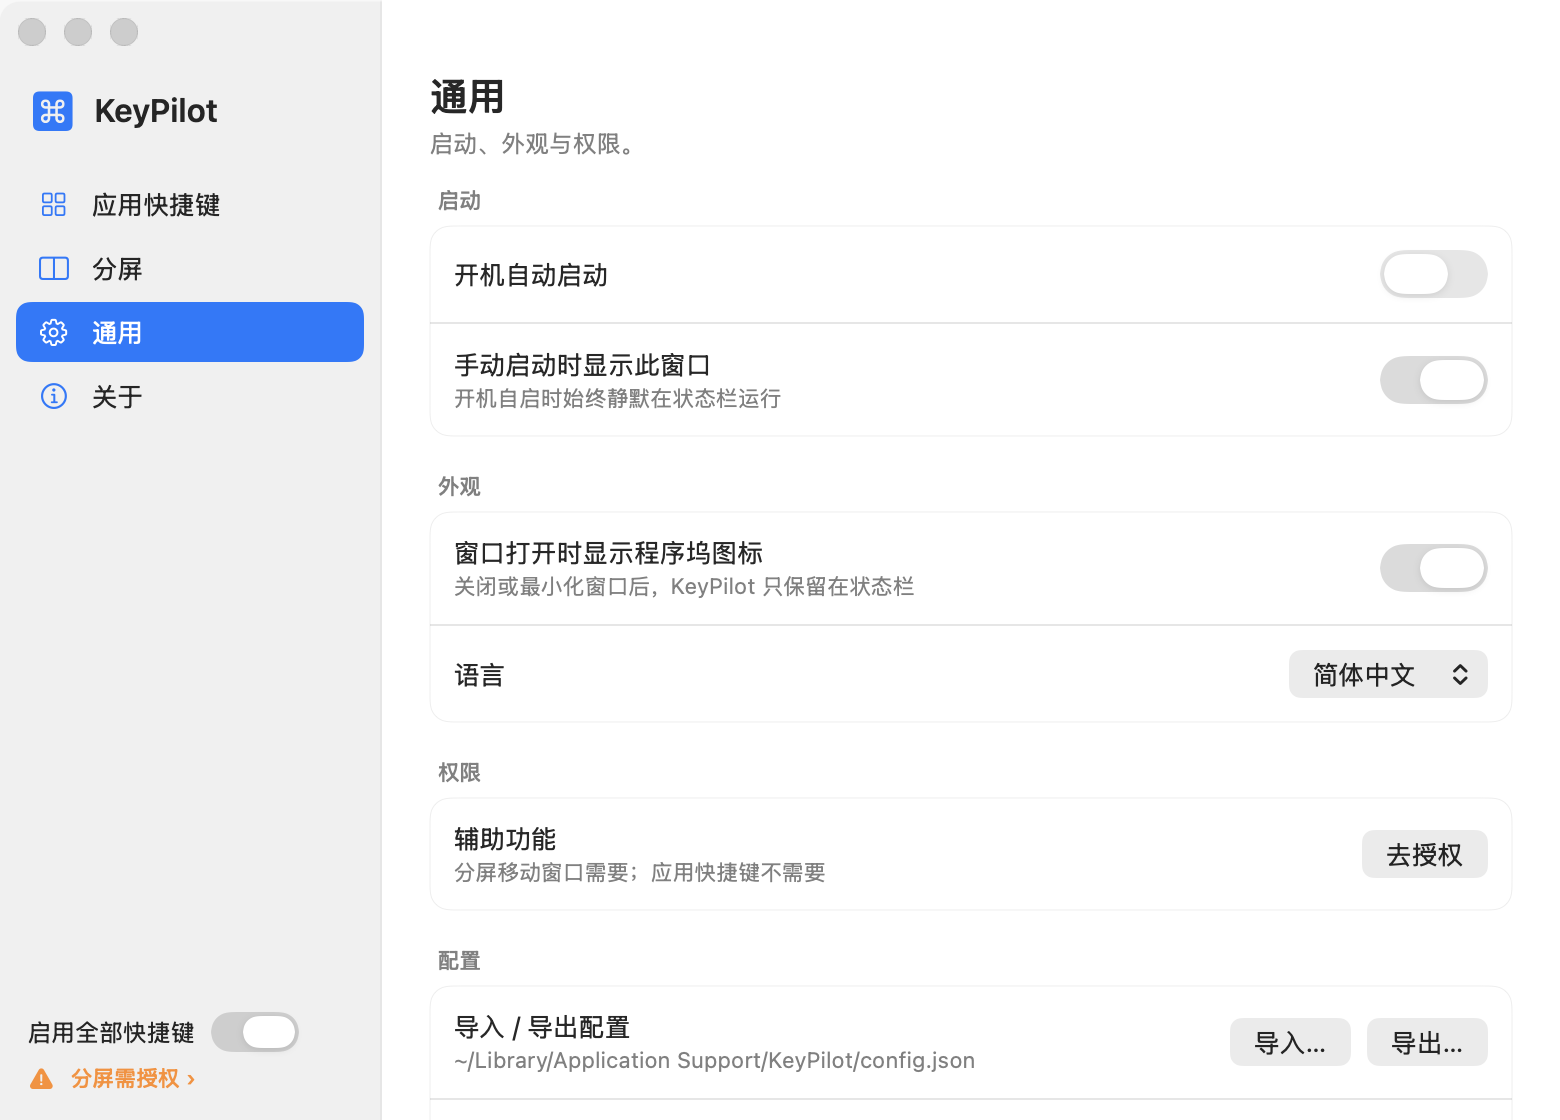 KeyPilot
应用快捷键
分屏
通用
关于
启用全部快捷键
分屏需授权 ›
通用
启动、外观与权限。
启动
开机自动启动
手动启动时显示此窗口
开机自启时始终静默在状态栏运行
外观
窗口打开时显示程序坞图标
关闭或最小化窗口后，KeyPilot 只保留在状态栏
语言
简体中文
权限
辅助功能
分屏移动窗口需要；应用快捷键不需要
去授权
配置
导入 / 导出配置
~/Library/Application Support/KeyPilot/config.json
导入...
导出...